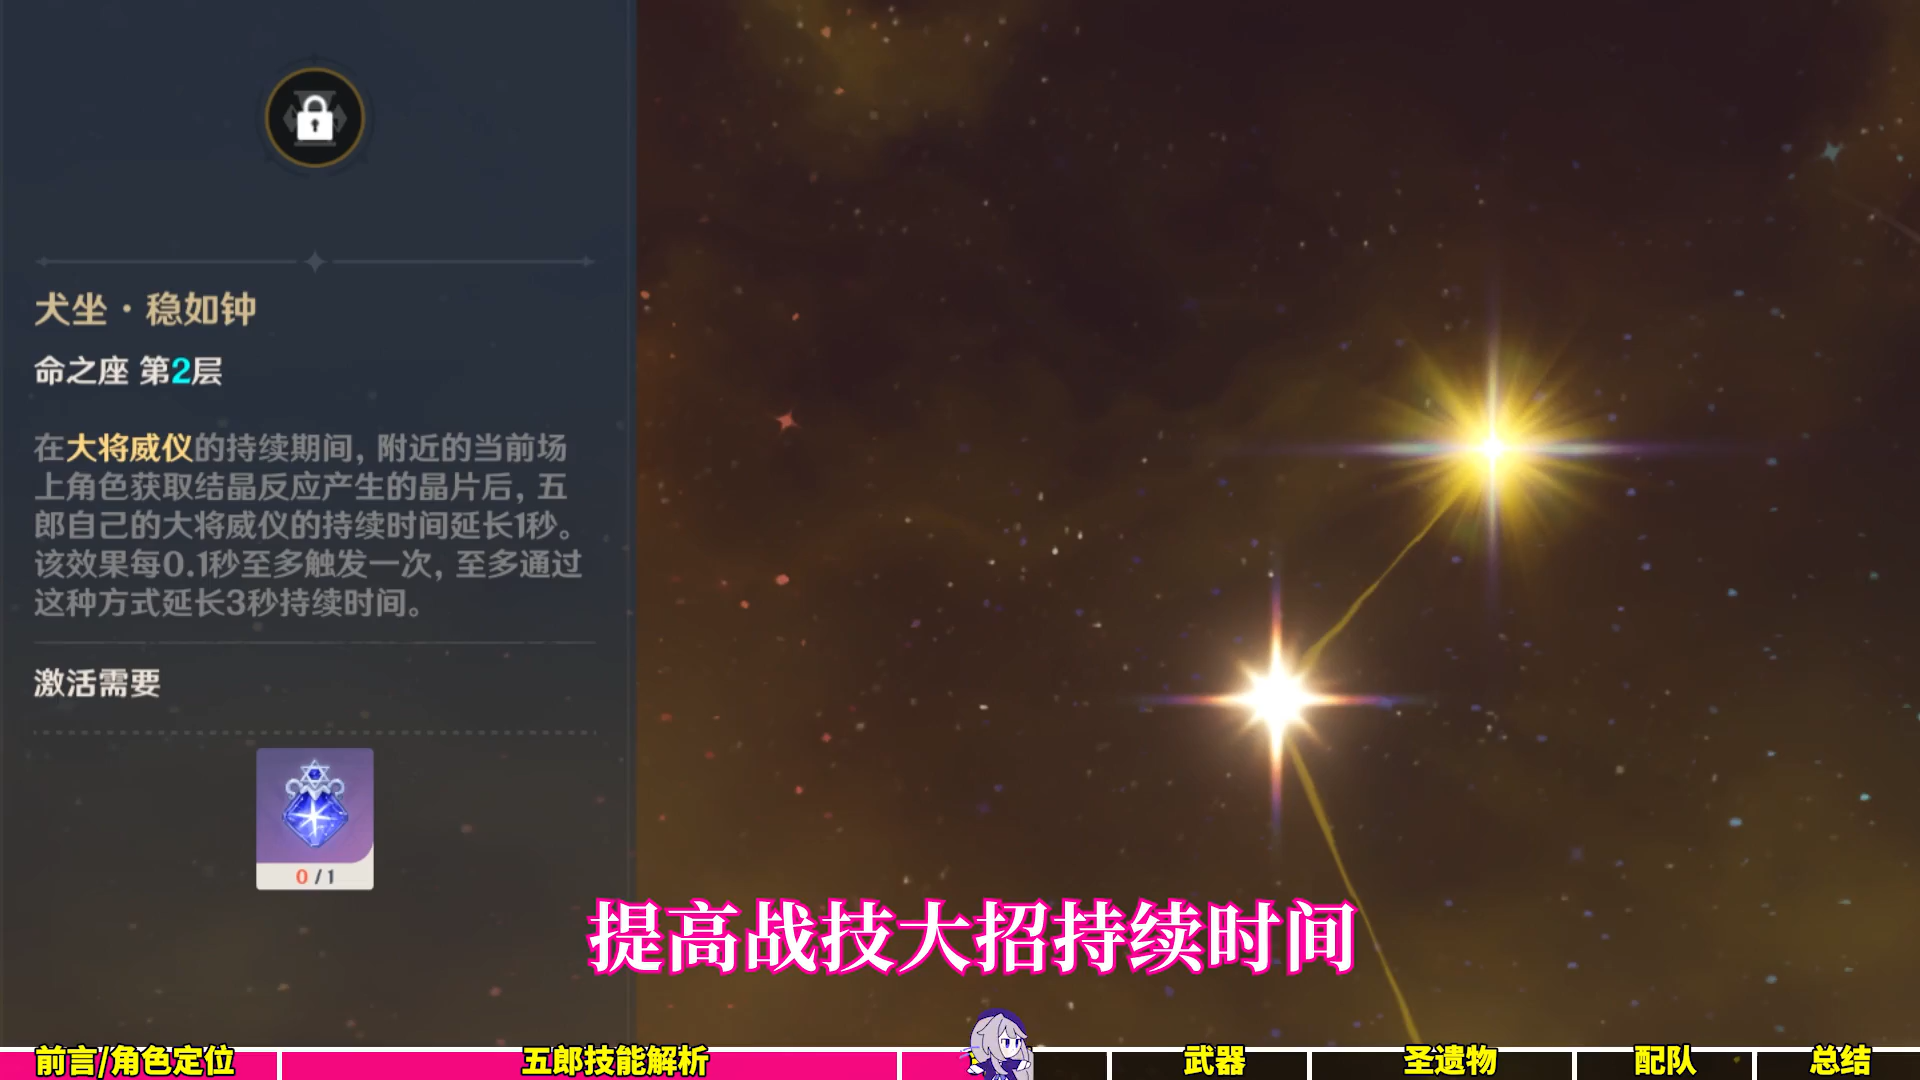 犬坐·稳如钟
命之座 第2层
在大将威仪的持续期间，附近的当前场
上角色获取结晶反应产生的晶片后，五
郎自己的大将威仪的持续时间延长1秒。
该效果每0.1秒至多触发一次，至多通过
这种方式延长3秒持续时间。
激活需要
0/1
提高战技大招持续时间
前言/角色定位
五郎技能解析
武器
圣遗物
配队
总结